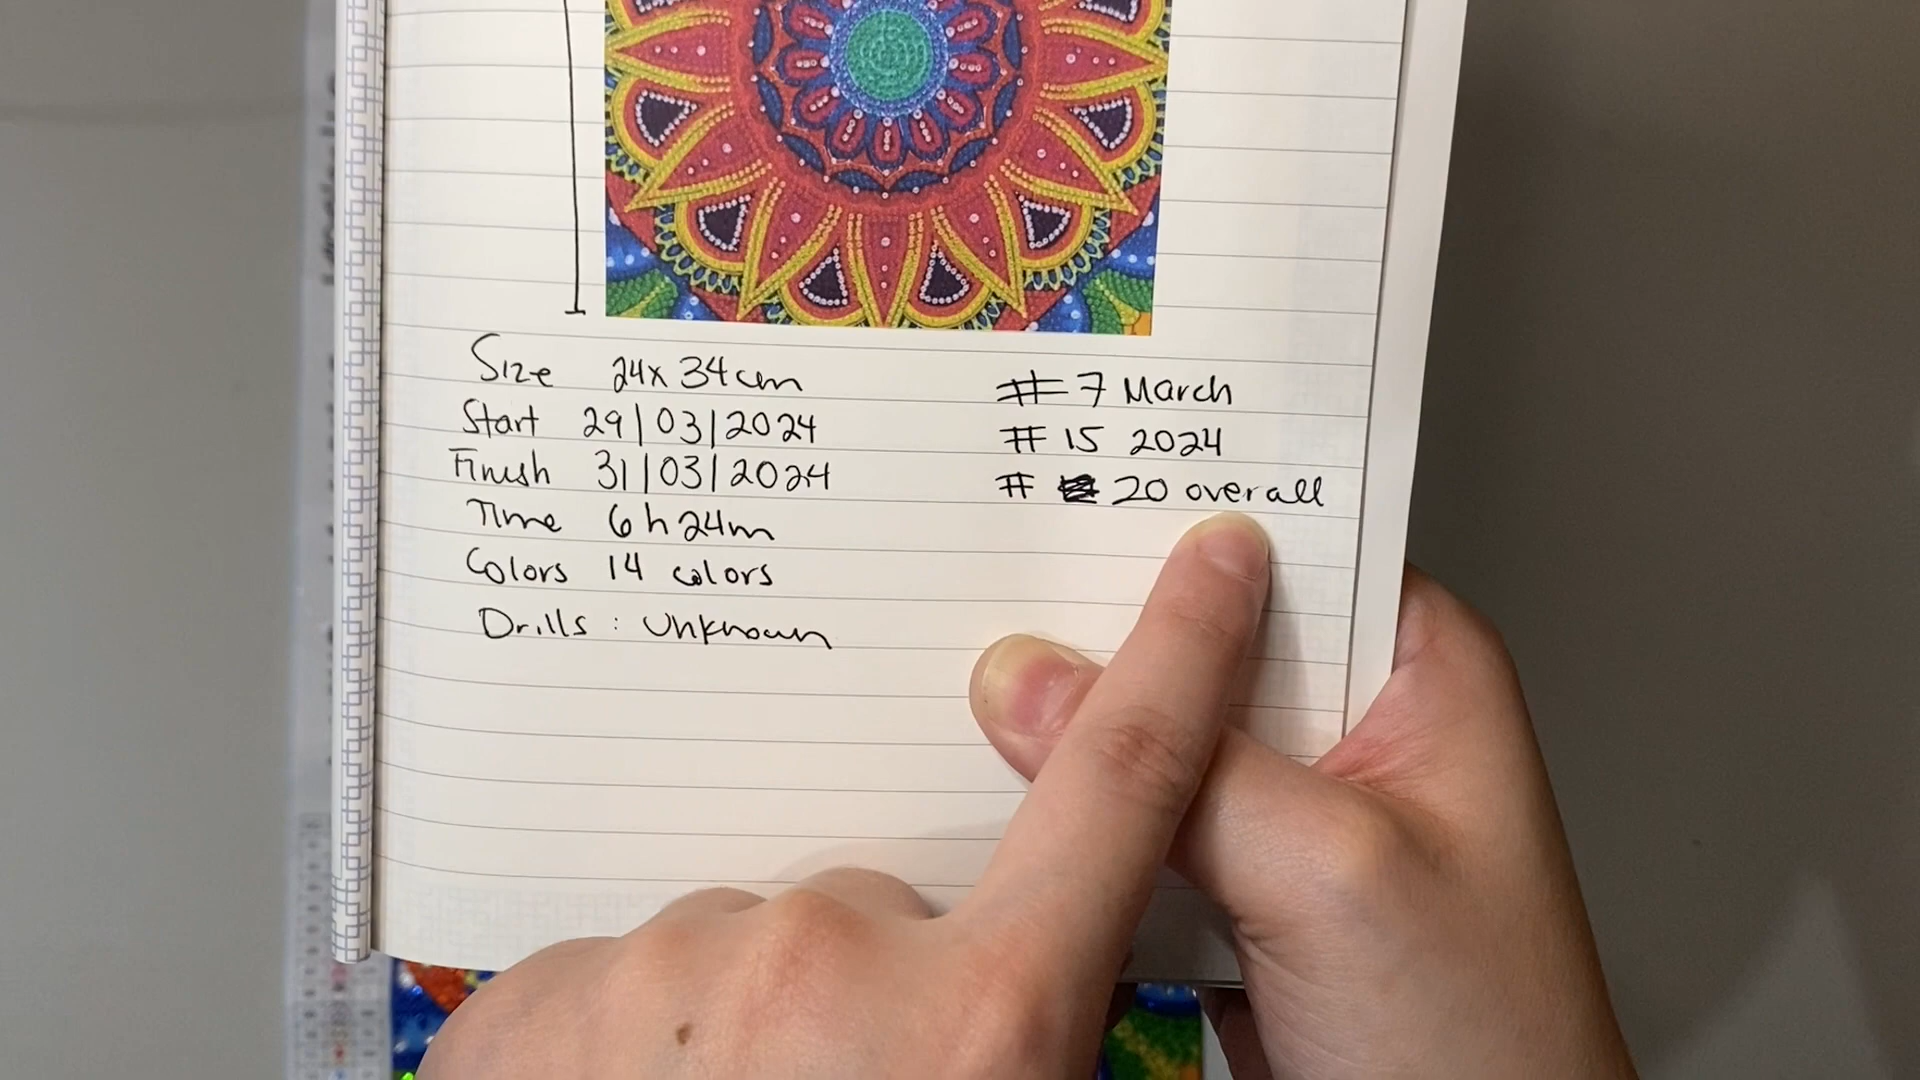 Size 24x34cm
Start 29/03/2024
Finish 31/03/2024
Time 6h24m
Colors 14 colors
Drills : Unknown
#7 March
#15 2024
# 20 overall